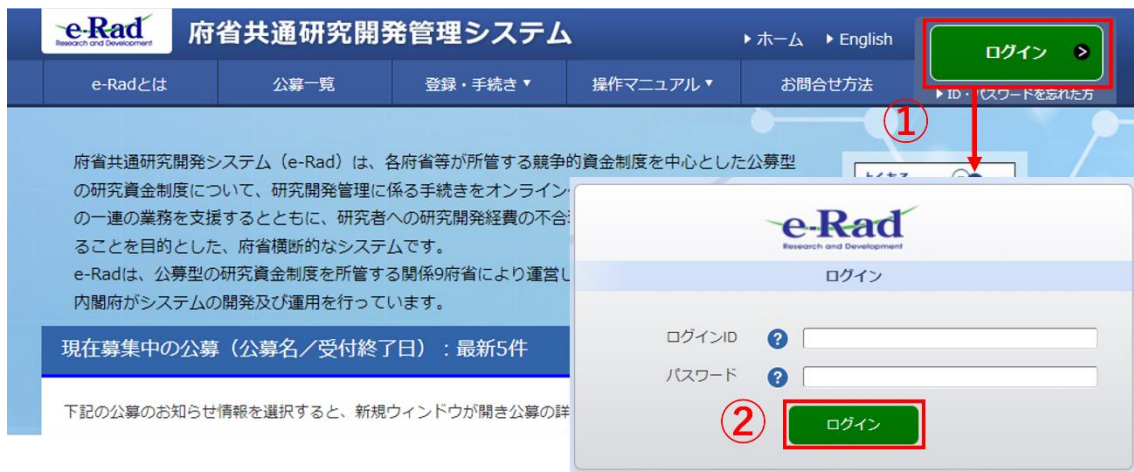 e-Rad
Research and Development
府省共通研究開発管理システム
ホーム
English
ログイン
ID・パスワードを忘れた方
e-Radとは
公募一覧
登録・手続き▼
操作マニュアル▼
お問合せ方法
①
府省共通研究開発システム（e-Rad）は、各府省等が所管する競争的資金制度を中心とした公募型
の研究資金制度について、研究開発管理に係る手続きをオンライン
の一連の業務を支援するとともに、研究者への研究開発経費の不合
ることを目的とした、府省横断的なシステムです。
e-Radは、公募型の研究資金制度を所管する関係9府省により運営し
内閣府がシステムの開発及び運用を行っています。
現在募集中の公募（公募名／受付終了日）：最新5件
下記の公募のお知らせ情報を選択すると、新規ウィンドウが開き公募の詳
e-Rad
Research and Development
ログイン
ログインID ?
パスワード ?
②
ログイン